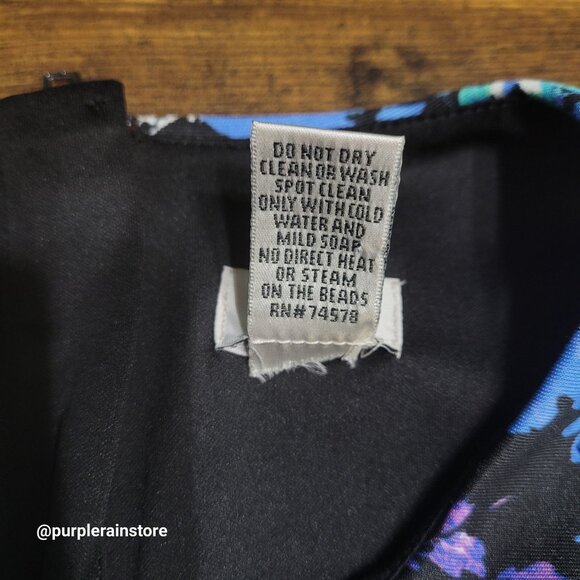 DO NOT DRY
CLEAN OR WASH
SPOT CLEAN
ONLY WITH COLD
WATER AND
MILD SOAP
NO DIRECT HEAT
OR STEAM
ON THE BEADS
RN#74978
@purplerainstore